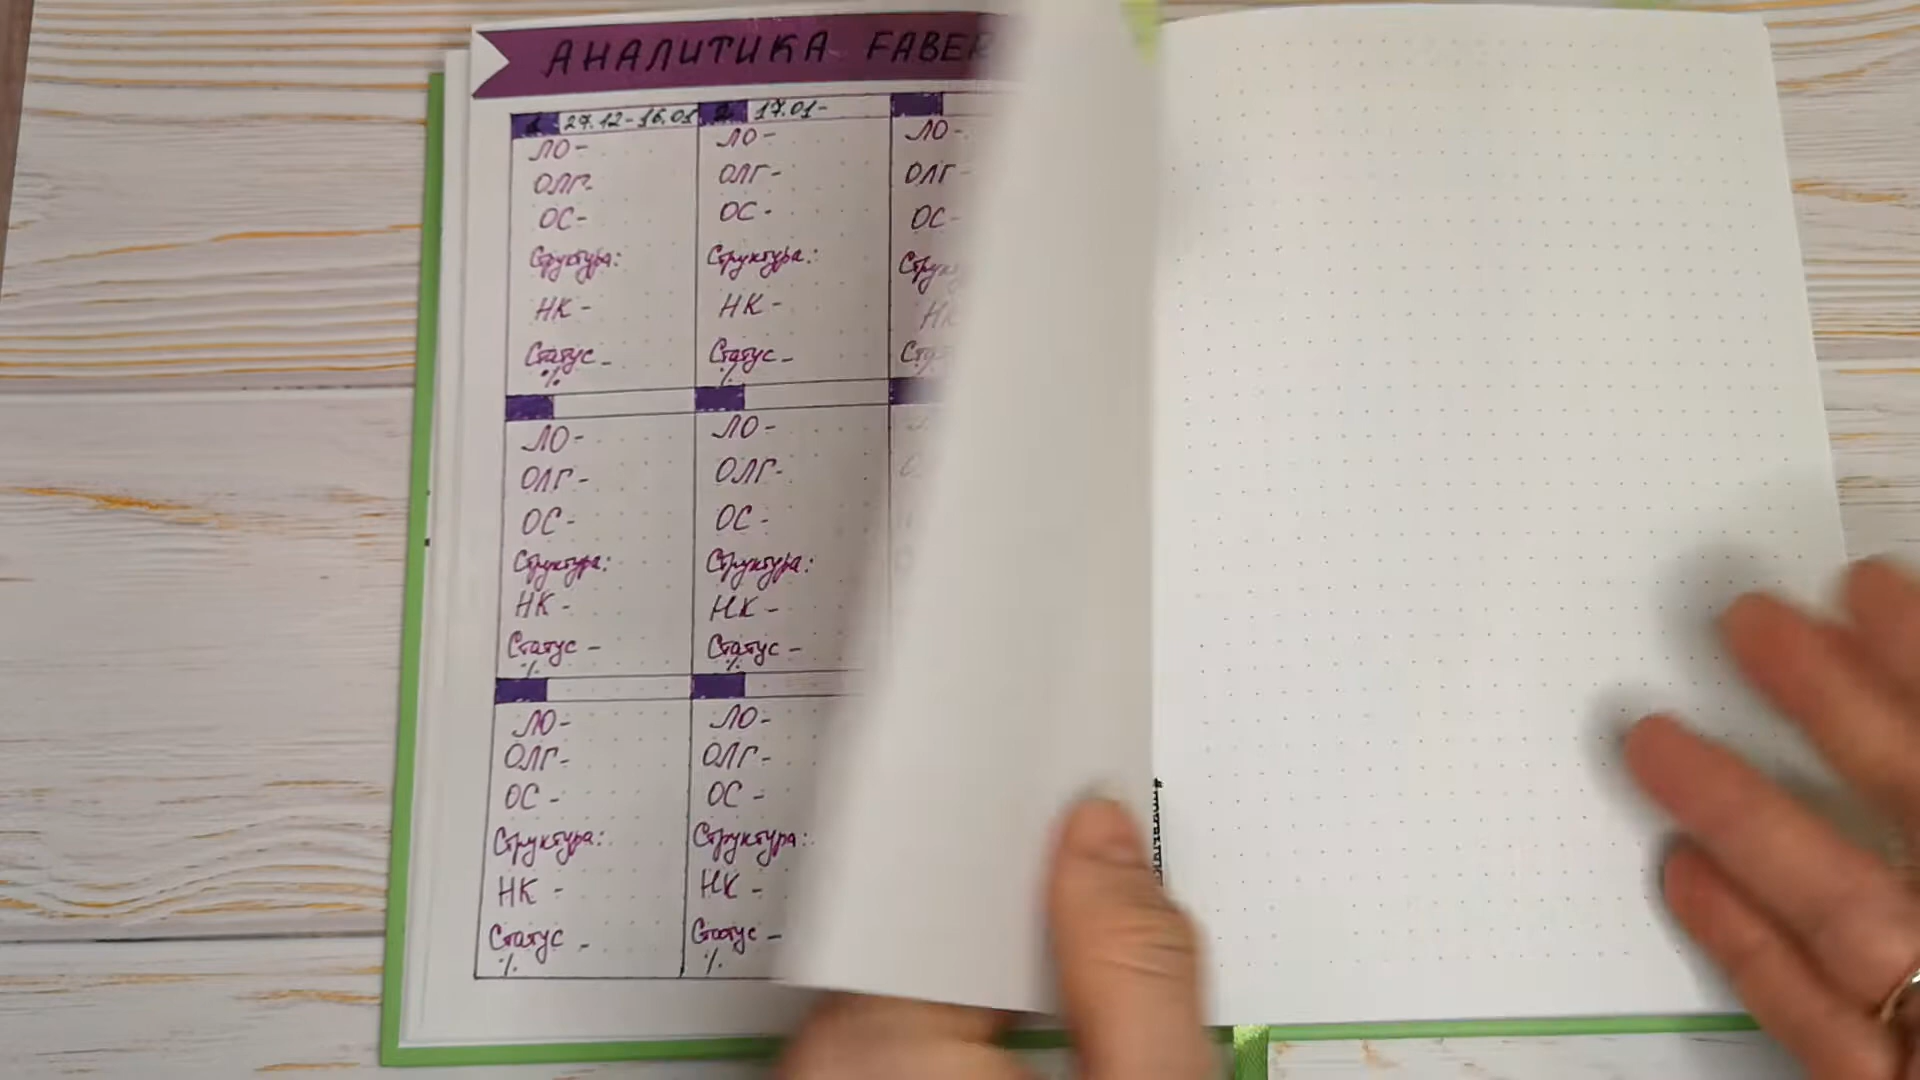 АНАЛИТИКА FABER
1 27.12-16.01
ЛО-
ОЛГ-
ОС-
Структура:
НК -
Статус -
%
2 17.01-
ЛО-
ОЛГ-
ОС-
Структура:
НК -
Статус -
%
ЛО-
ОЛГ-
ОС-
ЛО-
ОЛГ-
ОС-
Структура:
НК -
Статус -
%
ЛО-
ОЛГ-
ОС-
Структура:
НК -
Статус -
%
ЛО-
ОЛГ-
ОС -
Структура:
НК -
Статус -
%
ЛО-
ОЛГ-
ОС -
Структура:
НК -
Статус -
%